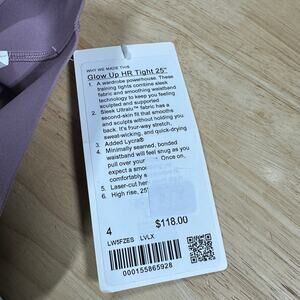 WHY WE MADE THIS
Glow Up HR Tight 25"
1. A wardrobe powerhouse. These
training tights combine sleek
fabric and smoothing waistband
technology to keep you feeling
sculpted and supported
2. Sleek Ultralu™ fabric has a
second-skin fit that smooths
and sculpts without holding you
back. It's four-way stretch,
sweat-wicking, and quick-drying
3. Added Lycra®
4. Minimally seamed, bonded
waistband will feel snug as you
pull over your Once on,
expect a smooth
comfortably s
5. Laser-cut hem
6. High rise, 25"
4
$118.00
LW5FZES LVLX
000155865928